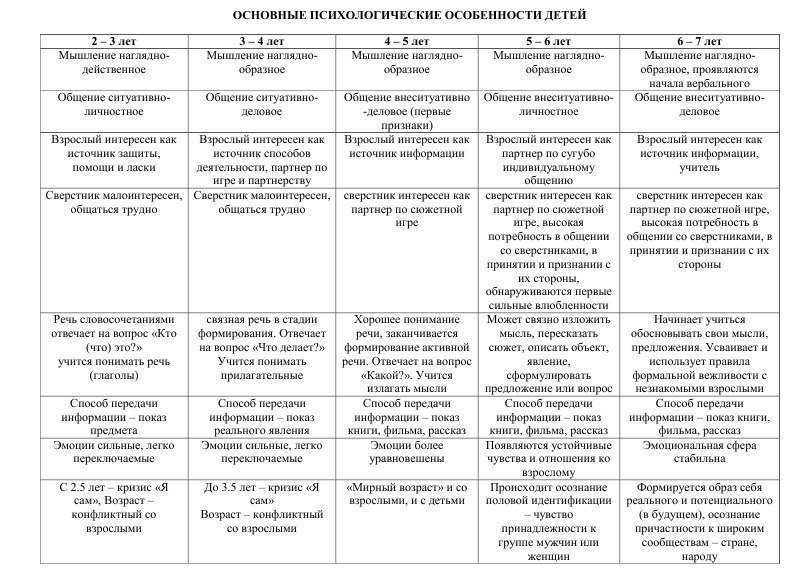 ОСНОВНЫЕ ПСИХОЛОГИЧЕСКИЕ ОСОБЕННОСТИ ДЕТЕЙ
2 – 3 лет
3 – 4 лет
4 – 5 лет
5 – 6 лет
6 – 7 лет
Мышление наглядно-
действенное
Мышление наглядно-
образное
Мышление наглядно-
образное
Мышление наглядно-
образное
Мышление наглядно-
образное, проявляются
начала вербального
Общение ситуативно-
личностное
Общение ситуативно-
деловое
Общение внеситуативно
-деловое (первые
признаки)
Общение внеситуативно-
личностное
Общение внеситуативно-
деловое
Взрослый интересен как
источник защиты,
помощи и ласки
Взрослый интересен как
источник способов
деятельности, партнер по
игре и партнерству
Взрослый интересен как
источник информации
Взрослый интересен как
партнер по сугубо
индивидуальному
общению
Взрослый интересен как
источник информации,
учитель
Сверстник малоинтересен,
общаться трудно
Сверстник малоинтересен,
общаться трудно
сверстник интересен как
партнер по сюжетной
игре
сверстник интересен как
партнер по сюжетной
игре, высокая
потребность в общении
со сверстниками, в
принятии и признании с
их стороны,
обнаруживаются первые
сильные влюбленности
сверстник интересен как
партнер по сюжетной игре,
высокая потребность в
общении со сверстниками, в
принятии и признании с их
стороны
Речь словосочетаниями
отвечает на вопрос «Кто
(что) это?»
учится понимать речь
(глаголы)
связная речь в стадии
формирования. Отвечает
на вопрос «Что делает?»
Учится понимать
прилагательные
Хорошее понимание
речи, заканчивается
формирование активной
речи. Отвечает на вопрос
«Какой?». Учится
излагать мысли
Может связно изложить
мысль, пересказать
сюжет, описать объект,
явление,
сформулировать
предложение или вопрос
Начинает учиться
обосновывать свои мысли,
предложения. Усваивает и
использует правила
формальной вежливости с
незнакомыми взрослыми
Способ передачи
информации – показ
предмета
Способ передачи
информации – показ
реального явления
Способ передачи
информации – показ
книги, фильма, рассказ
Способ передачи
информации – показ
книги, фильма, рассказ
Способ передачи
информации – показ книги,
фильма, рассказ
Эмоции сильные, легко
переключаемые
Эмоции сильные, легко
переключаемые
Эмоции более
уравновешены
Появляются устойчивые
чувства и отношения ко
взрослому
Эмоциональная сфера
стабильна
С 2.5 лет – кризис «Я
сам», Возраст –
конфликтный со
взрослыми
До 3.5 лет – кризис «Я
сам»
Возраст – конфликтный
со взрослыми
«Мирный возраст» и со
взрослыми, и с детьми
Происходит осознание
половой идентификации
– чувство
принадлежности к
группе мужчин или
женщин
Формируется образ себя
реального и потенциального
(в будущем), осознание
причастности к широким
сообществам – стране,
народу